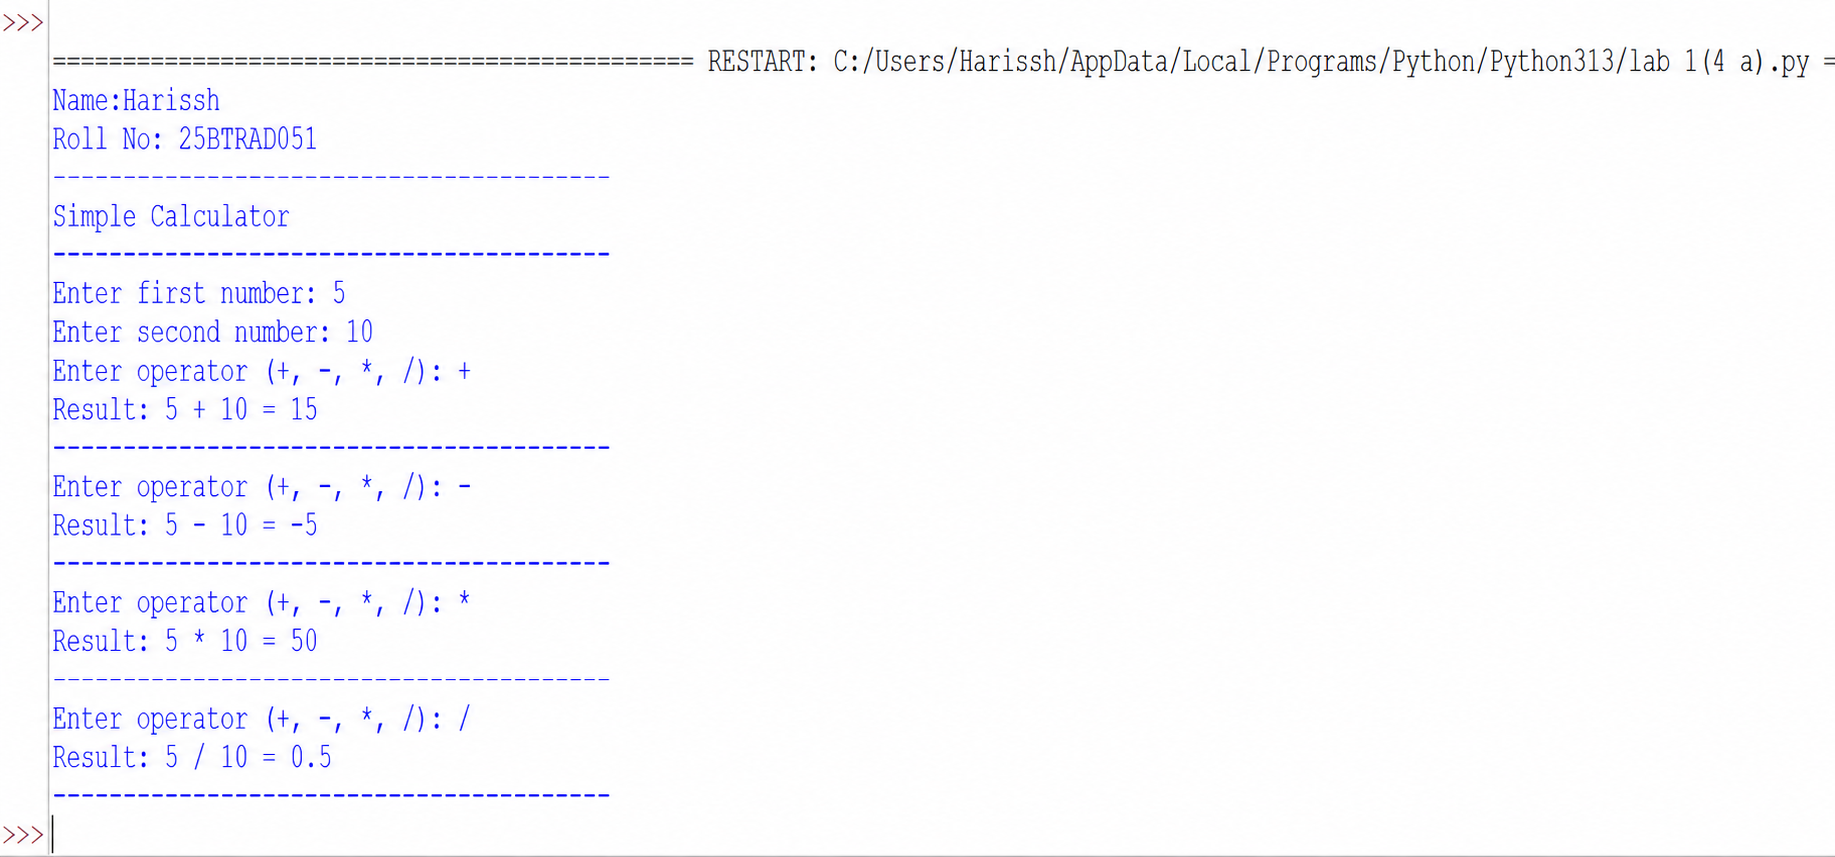 >>>
============================================== RESTART: C:/Users/Harissh/AppData/Local/Programs/Python/Python313/lab 1(4 a).py =
Name:Harissh
Roll No: 25BTRAD051
----------------------------------------
Simple Calculator
----------------------------------------
Enter first number: 5
Enter second number: 10
Enter operator (+, -, *, /): +
Result: 5 + 10 = 15
----------------------------------------
Enter operator (+, -, *, /): -
Result: 5 - 10 = -5
----------------------------------------
Enter operator (+, -, *, /): *
Result: 5 * 10 = 50
----------------------------------------
Enter operator (+, -, *, /): /
Result: 5 / 10 = 0.5
----------------------------------------
>>>